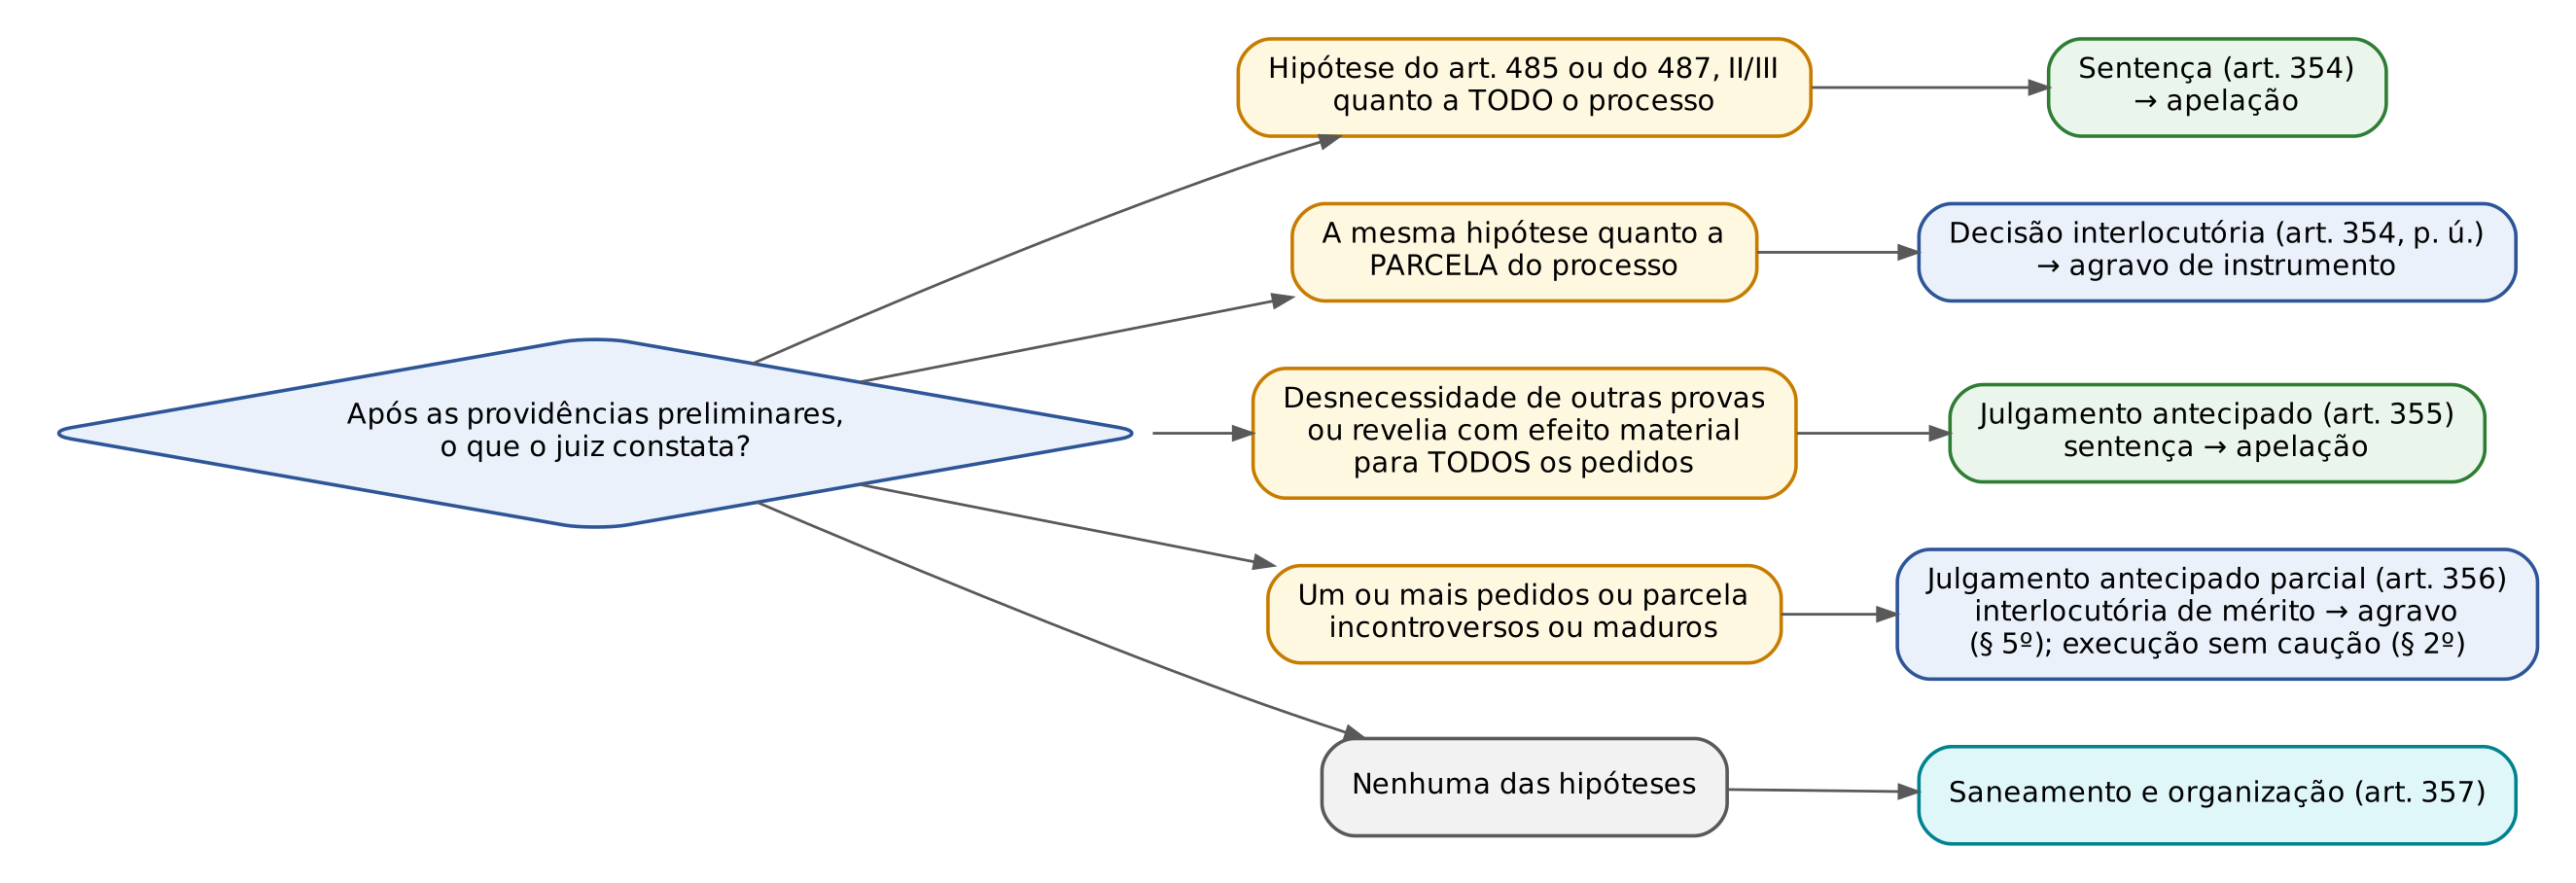 Após as providências preliminares,
o que o juiz constata?
Hipótese do art. 485 ou do 487, II/III
quanto a TODO o processo
Sentença (art. 354)
→ apelação
A mesma hipótese quanto a
PARCELA do processo
Decisão interlocutória (art. 354, p. ú.)
→ agravo de instrumento
Desnecessidade de outras provas
ou revelia com efeito material
para TODOS os pedidos
Julgamento antecipado (art. 355)
sentença → apelação
Um ou mais pedidos ou parcela
incontroversos ou maduros
Julgamento antecipado parcial (art. 356)
interlocutória de mérito → agravo
(§ 5º); execução sem caução (§ 2º)
Nenhuma das hipóteses
Saneamento e organização (art. 357)